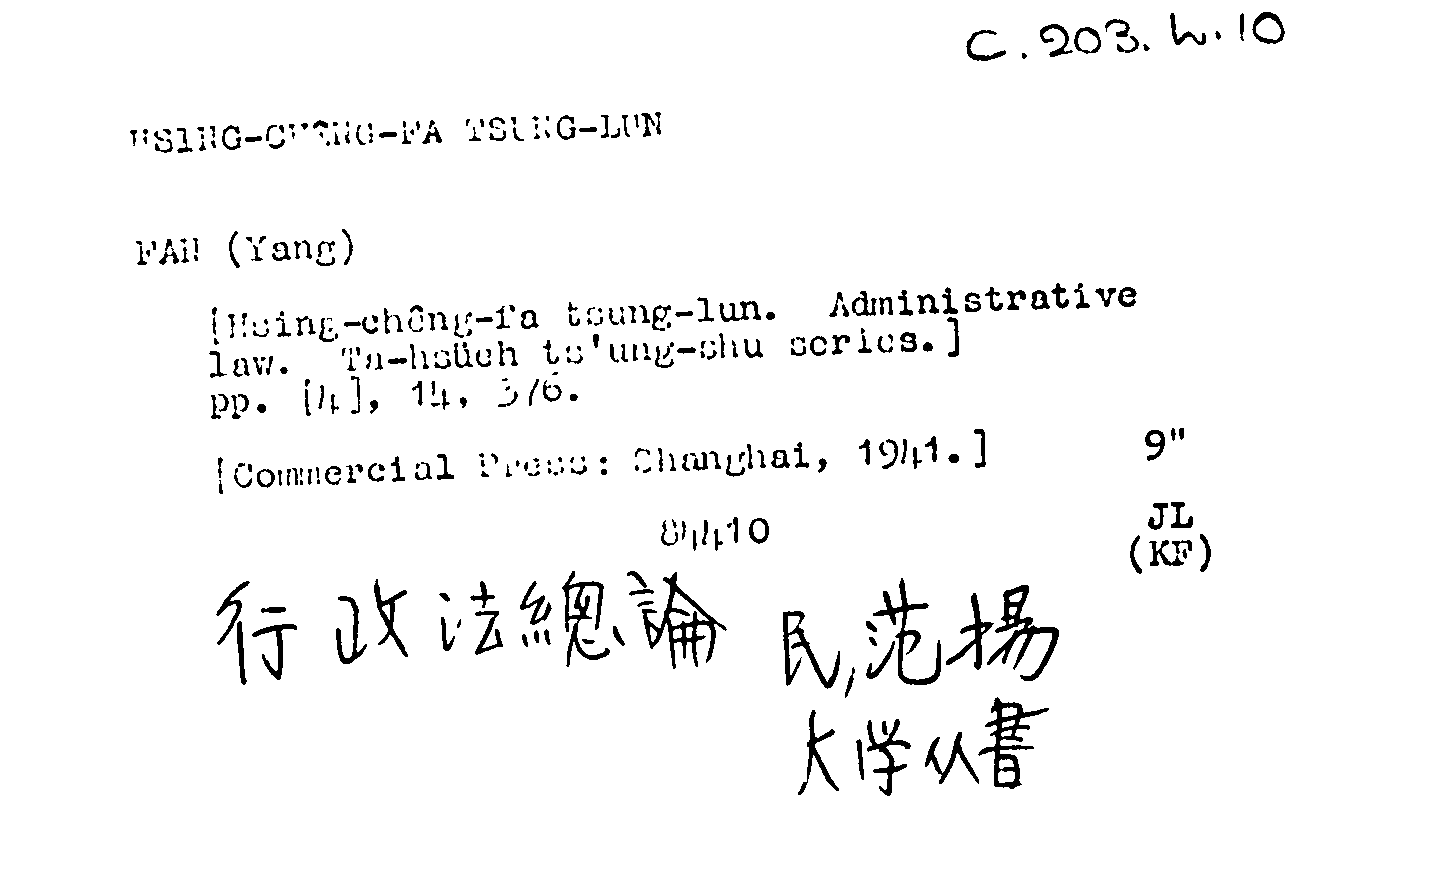 C.203.h.10
HSING-CHÊNG-FA TSUNG-LUN
FAN (Yang)
[Hsing-chêng-fa tsung-lun. Administrative
law. Ta-hsüeh ts'ung-shu series.]
pp. [4], 14, 376.
[Commercial Press: Shanghai, 1941.] 9"
84410 JL
(KF)
行政法總論 民,范揚
大学从書